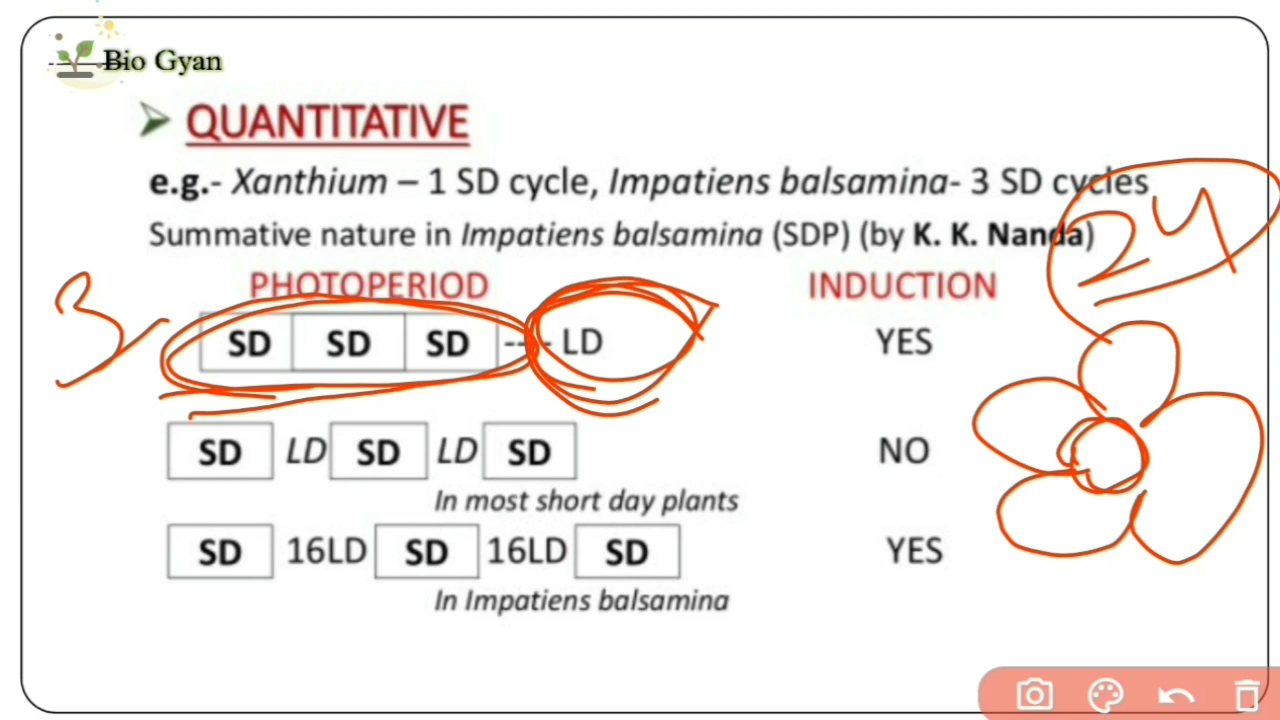 Bio Gyan
QUANTITATIVE
e.g.- Xanthium – 1 SD cycle, Impatiens balsamina- 3 SD cycles
Summative nature in Impatiens balsamina (SDP) (by K. K. Nanda)
24
PHOTOPERIOD INDUCTION
3 SD SD SD ---- LD YES
SD LD SD LD SD NO
In most short day plants
SD 16LD SD 16LD SD YES
In Impatiens balsamina